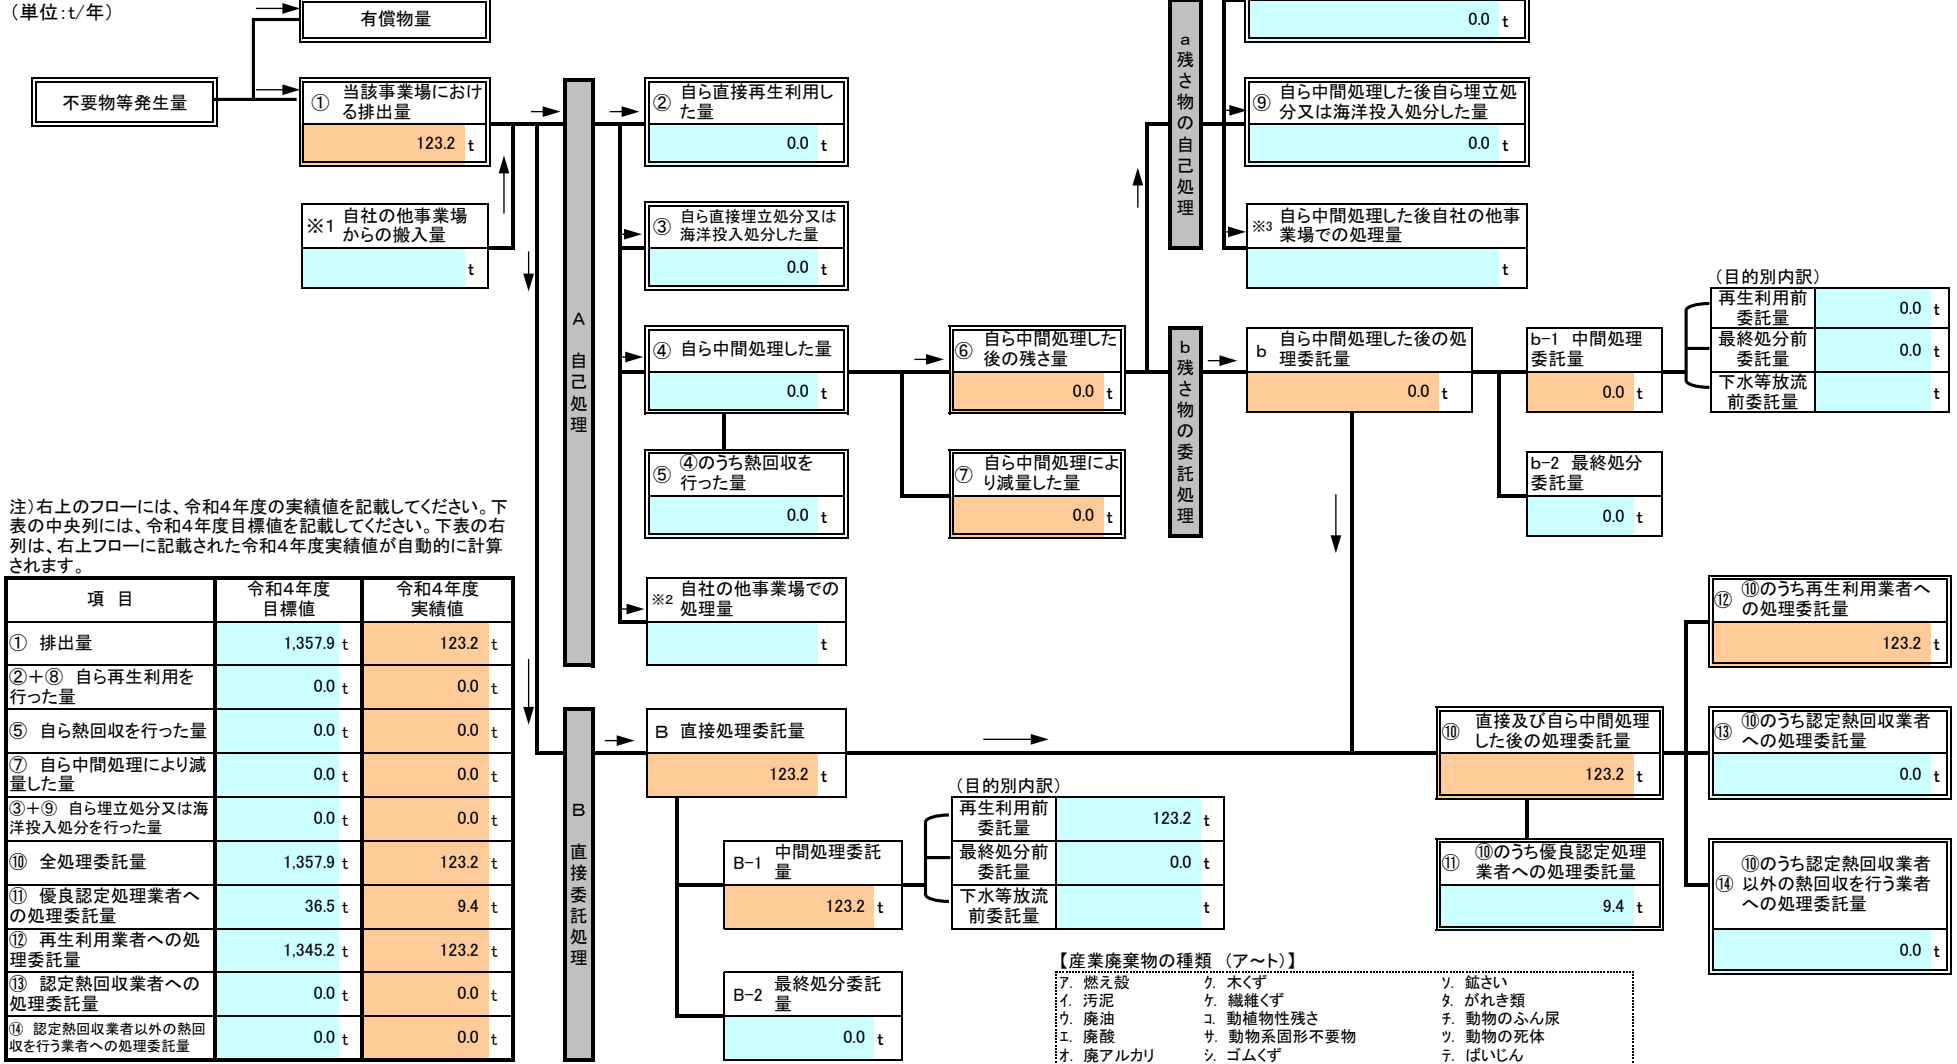 （単位：t/年）
有償物量
不要物等発生量
① 当該事業場におけ
る排出量
123.2 t
※1 自社の他事業場
からの搬入量
t
A 自己処理
② 自ら直接再生利用し
た量
0.0 t
③ 自ら直接埋立処分又は
海洋投入処分した量
0.0 t
④ 自ら中間処理した量
0.0 t
⑤ ④のうち熱回収を
行った量
0.0 t
※2 自社の他事業場での
処理量
t
⑥ 自ら中間処理した
後の残さ量
0.0 t
⑦ 自ら中間処理によ
り減量した量
0.0 t
a 残さ物の自己処理
0.0 t
⑨ 自ら中間処理した後自ら埋立処
分又は海洋投入処分した量
0.0 t
※3 自ら中間処理した後自社の他事
業場での処理量
t
b 残さ物の委託処理
b 自ら中間処理した後の処
理委託量
0.0 t
b-1 中間処理
委託量
0.0 t
b-2 最終処分
委託量
0.0 t
（目的別内訳）
再生利用前
委託量
0.0 t
最終処分前
委託量
0.0 t
下水等放流
前委託量
t
注）右上のフローには、令和4年度の実績値を記載してください。下
表の中央列には、令和4年度目標値を記載してください。下表の右
列は、右上フローに記載された令和4年度実績値が自動的に計算
されます。
項 目 令和4年度
目標値 令和4年度
実績値
① 排出量 1,357.9 t 123.2 t
②＋⑧ 自ら再生利用を
行った量 0.0 t 0.0 t
⑤ 自ら熱回収を行った量 0.0 t 0.0 t
⑦ 自ら中間処理により減
量した量 0.0 t 0.0 t
③＋⑨ 自ら埋立処分又は海
洋投入処分を行った量 0.0 t 0.0 t
⑩ 全処理委託量 1,357.9 t 123.2 t
⑪ 優良認定処理業者へ
の処理委託量 36.5 t 9.4 t
⑫ 再生利用業者への処
理委託量 1,345.2 t 123.2 t
⑬ 認定熱回収業者への
処理委託量 0.0 t 0.0 t
⑭ 認定熱回収業者以外の熱回
収を行う業者への処理委託量 0.0 t 0.0 t
B 直接委託処理
B 直接処理委託量
123.2 t
B-1 中間処理委託
量
123.2 t
B-2 最終処分委託
量
0.0 t
（目的別内訳）
再生利用前
委託量
123.2 t
最終処分前
委託量
0.0 t
下水等放流
前委託量
t
⑩ 直接及び自ら中間処理
した後の処理委託量
123.2 t
⑪ ⑩のうち優良認定処理
業者への処理委託量
9.4 t
⑫ ⑩のうち再生利用業者へ
の処理委託量
123.2 t
⑬ ⑩のうち認定熱回収業者
への処理委託量
0.0 t
⑭ ⑩のうち認定熱回収業者
以外の熱回収を行う業者
への処理委託量
0.0 t
【産業廃棄物の種類 （ア～ト）】
ア. 燃え殻 ク. 木くず ソ. 鉱さい
イ. 汚泥 ケ. 繊維くず タ. がれき類
ウ. 廃油 コ. 動植物性残さ チ. 動物のふん尿
エ. 廃酸 サ. 動物系固形不要物 ツ. 動物の死体
オ. 廃アルカリ シ. ゴムくず テ. ばいじん